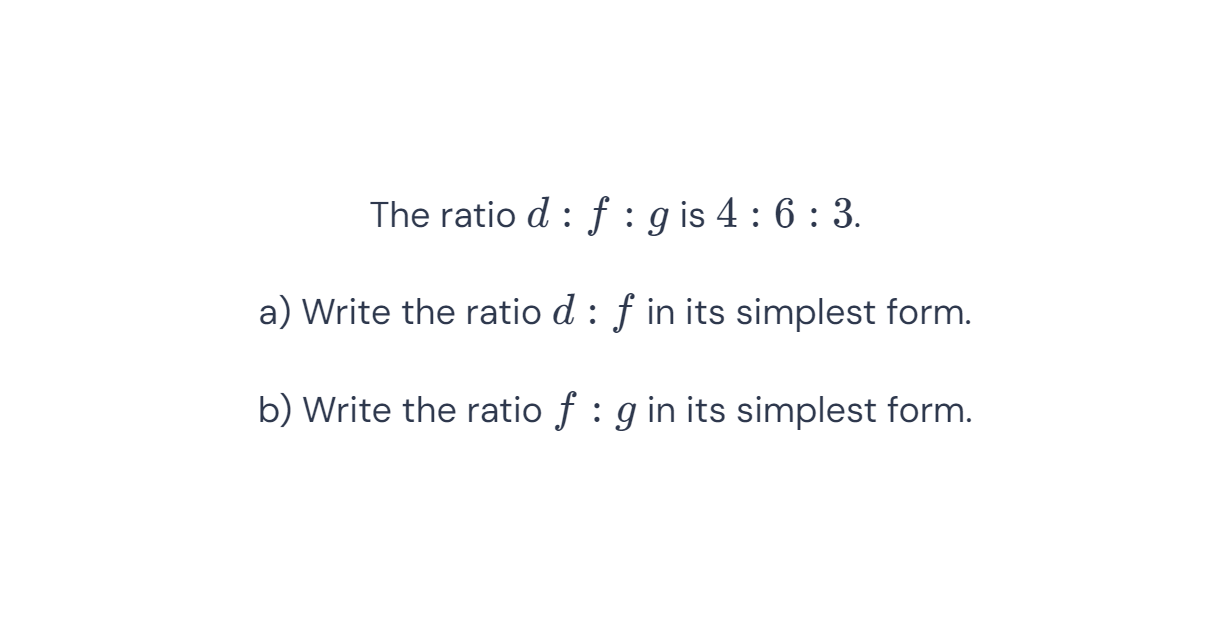 The ratio d : f : g is 4 : 6 : 3.
a) Write the ratio d : f in its simplest form.
b) Write the ratio f : g in its simplest form.